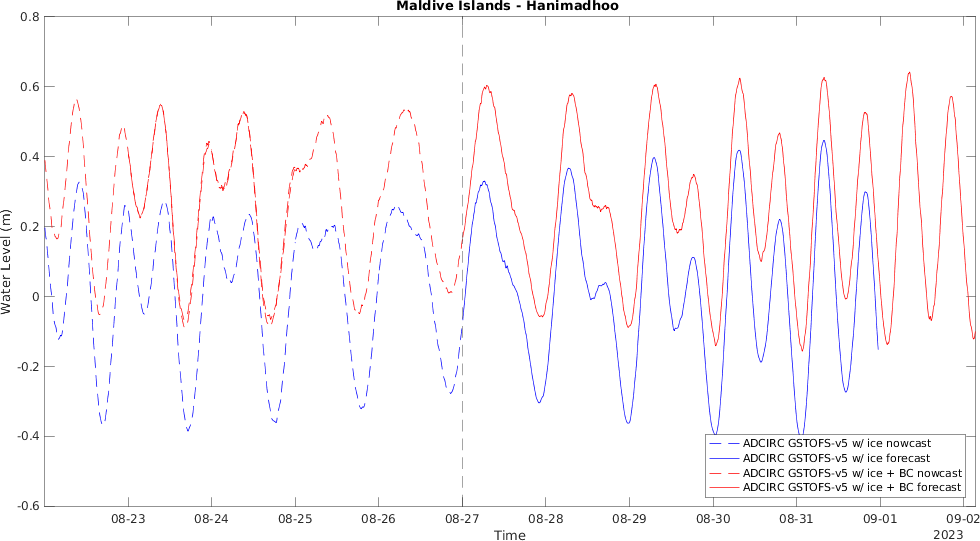 Maldive Islands - Hanimadhoo
0.8
0.6
0.4
0.2
0
-0.2
-0.4
-0.6
Water Level (m)
ADCIRC GSTOFS-v5 w/ ice nowcast
ADCIRC GSTOFS-v5 w/ ice forecast
ADCIRC GSTOFS-v5 w/ ice + BC nowcast
ADCIRC GSTOFS-v5 w/ ice + BC forecast
08-23 08-24 08-25 08-26 08-27 08-28 08-29 08-30 08-31 09-01 09-02
Time
2023